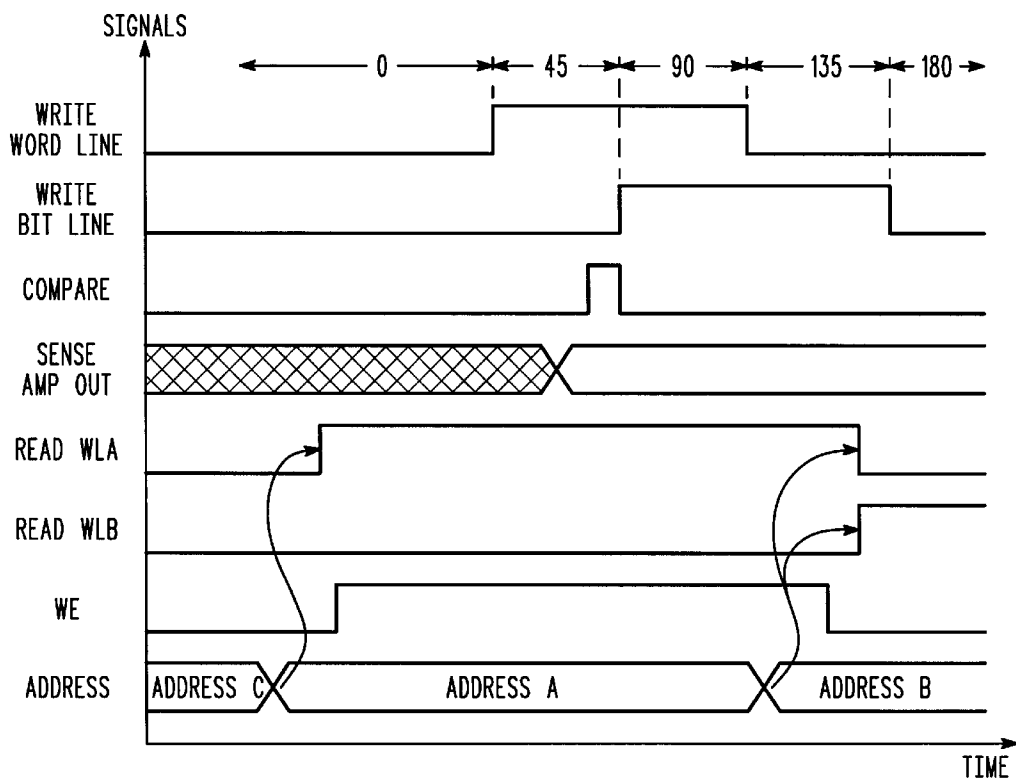 SIGNALS
0 45 90 135 180
WRITE
WORD LINE
WRITE
BIT LINE
COMPARE
SENSE
AMP OUT
READ WLA
READ WLB
WE
ADDRESS ADDRESS C ADDRESS A ADDRESS B
TIME